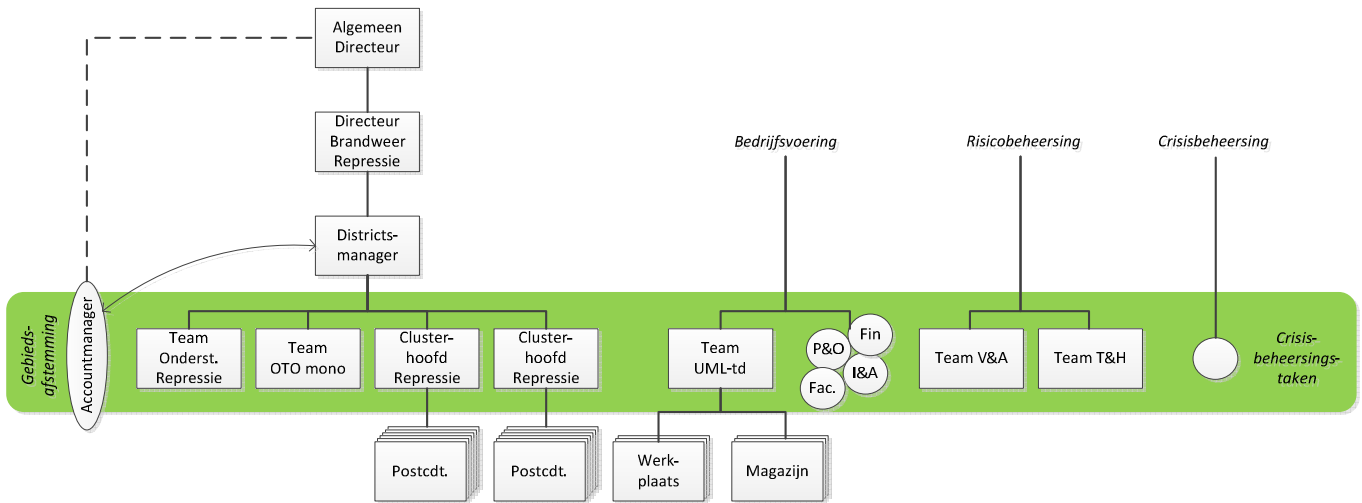 Algemeen
Directeur
Directeur
Brandweer
Repressie
Bedrijfsvoering
Risicobeheersing
Crisisbeheersing
Districts-
manager
Gebieds-
afstemming
Accountmanager
Team
Onderst.
Repressie
Team
OTO mono
Cluster-
hoofd
Repressie
Cluster-
hoofd
Repressie
Team
UML-td
P&O
Fin
I&A
Fac.
Team V&A
Team T&H
Crisis-
beheersings-
taken
Postcdt.
Postcdt.
Werk-
plaats
Magazijn